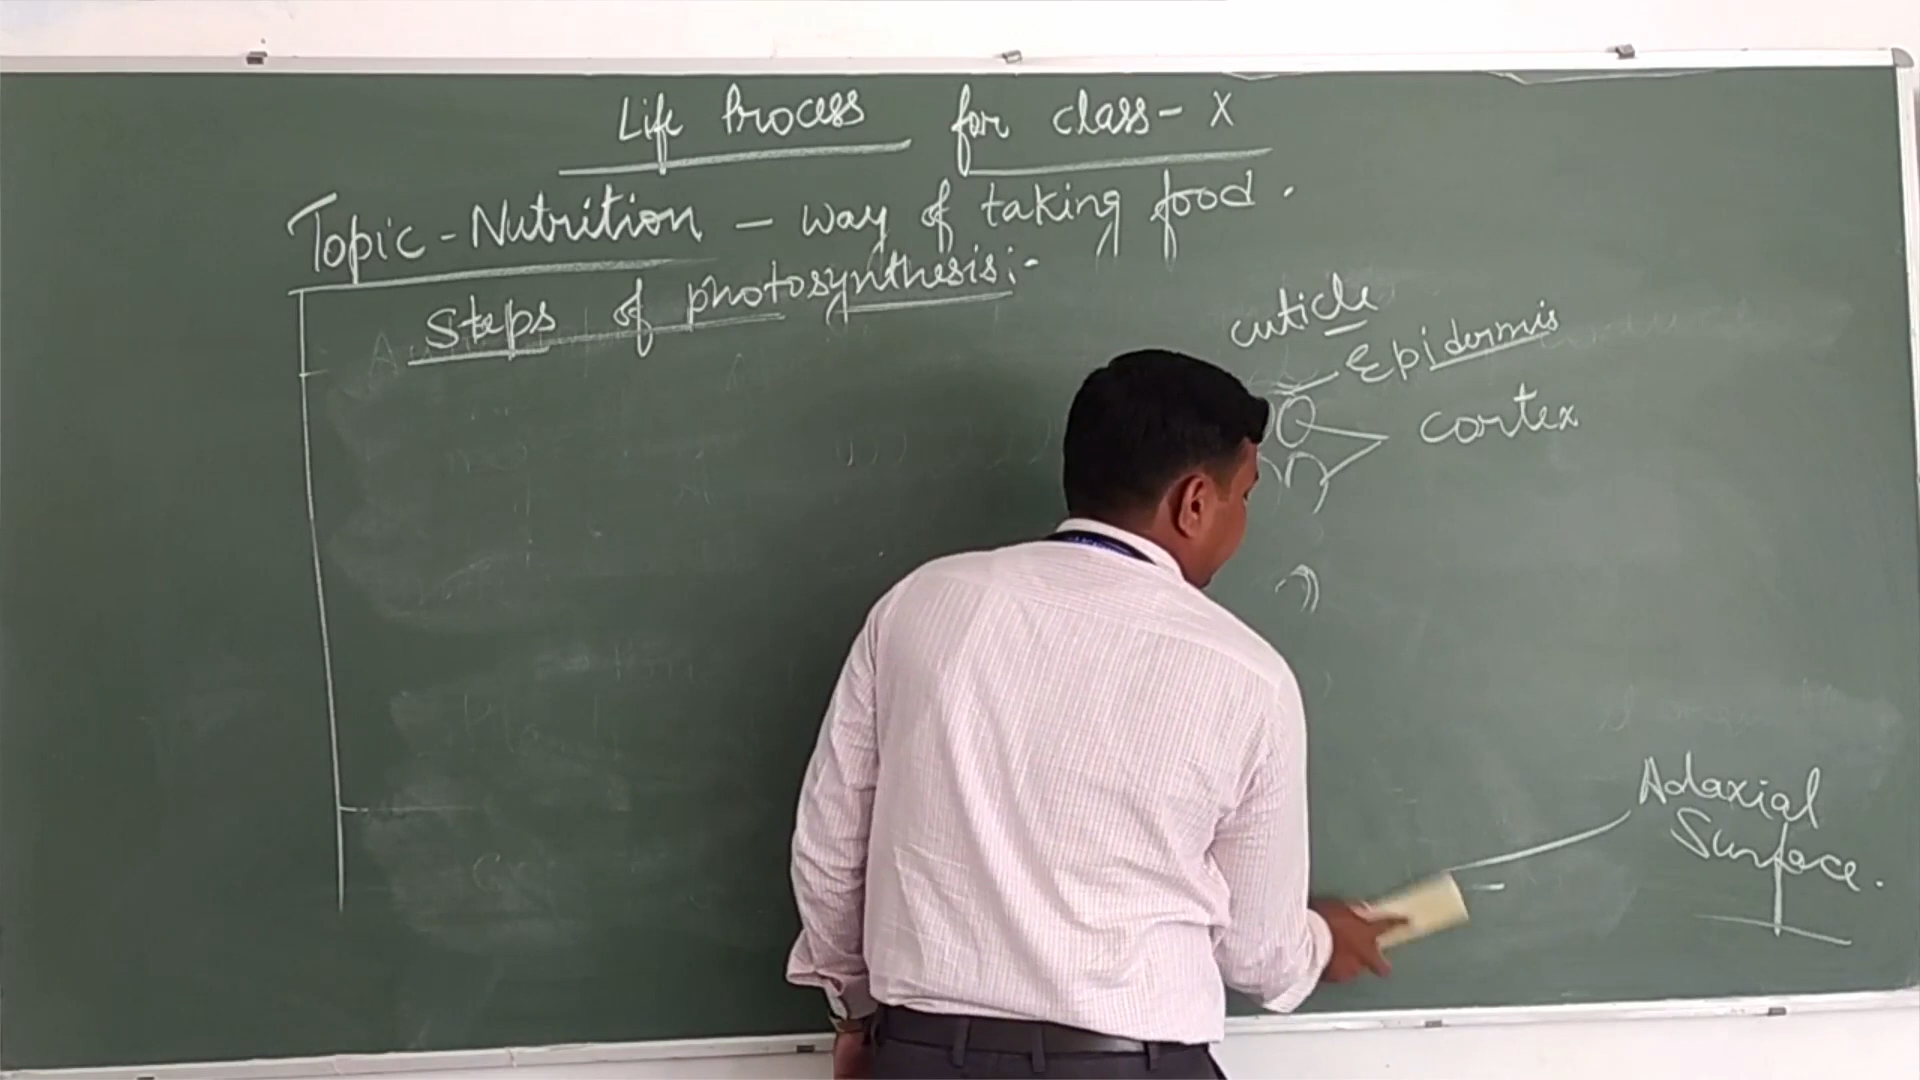 Life Process for class - X
Topic - Nutrition - way of taking food.
Steps of photosynthesis:-
cuticle
Epidermis
cortex
Adaxial
Surface.